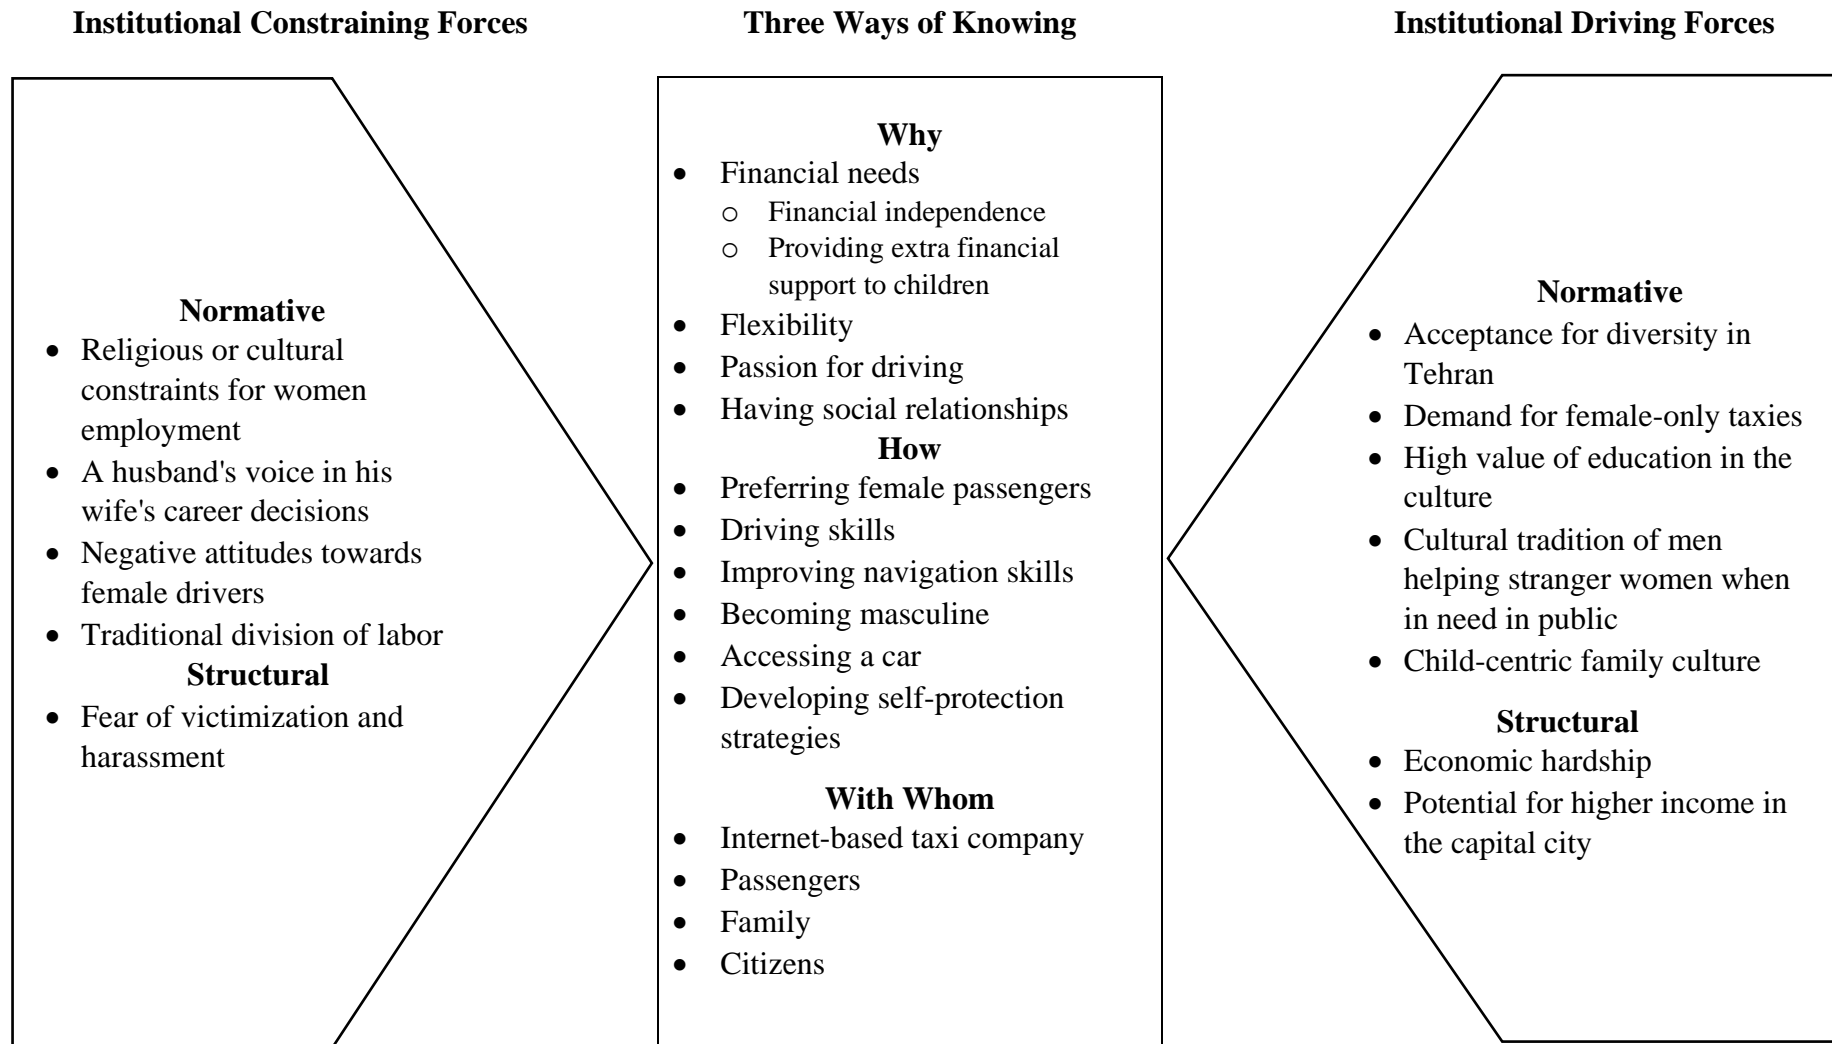 Institutional Constraining Forces
Normative
• Religious or cultural
constraints for women
employment
• A husband's voice in his
wife's career decisions
• Negative attitudes towards
female drivers
• Traditional division of labor
Structural
• Fear of victimization and
harassment
Three Ways of Knowing
Why
• Financial needs
o Financial independence
o Providing extra financial
support to children
• Flexibility
• Passion for driving
• Having social relationships
How
• Preferring female passengers
• Driving skills
• Improving navigation skills
• Becoming masculine
• Accessing a car
• Developing self-protection
strategies
With Whom
• Internet-based taxi company
• Passengers
• Family
• Citizens
Institutional Driving Forces
Normative
• Acceptance for diversity in
Tehran
• Demand for female-only taxies
• High value of education in the
culture
• Cultural tradition of men
helping stranger women when
in need in public
• Child-centric family culture
Structural
• Economic hardship
• Potential for higher income in
the capital city